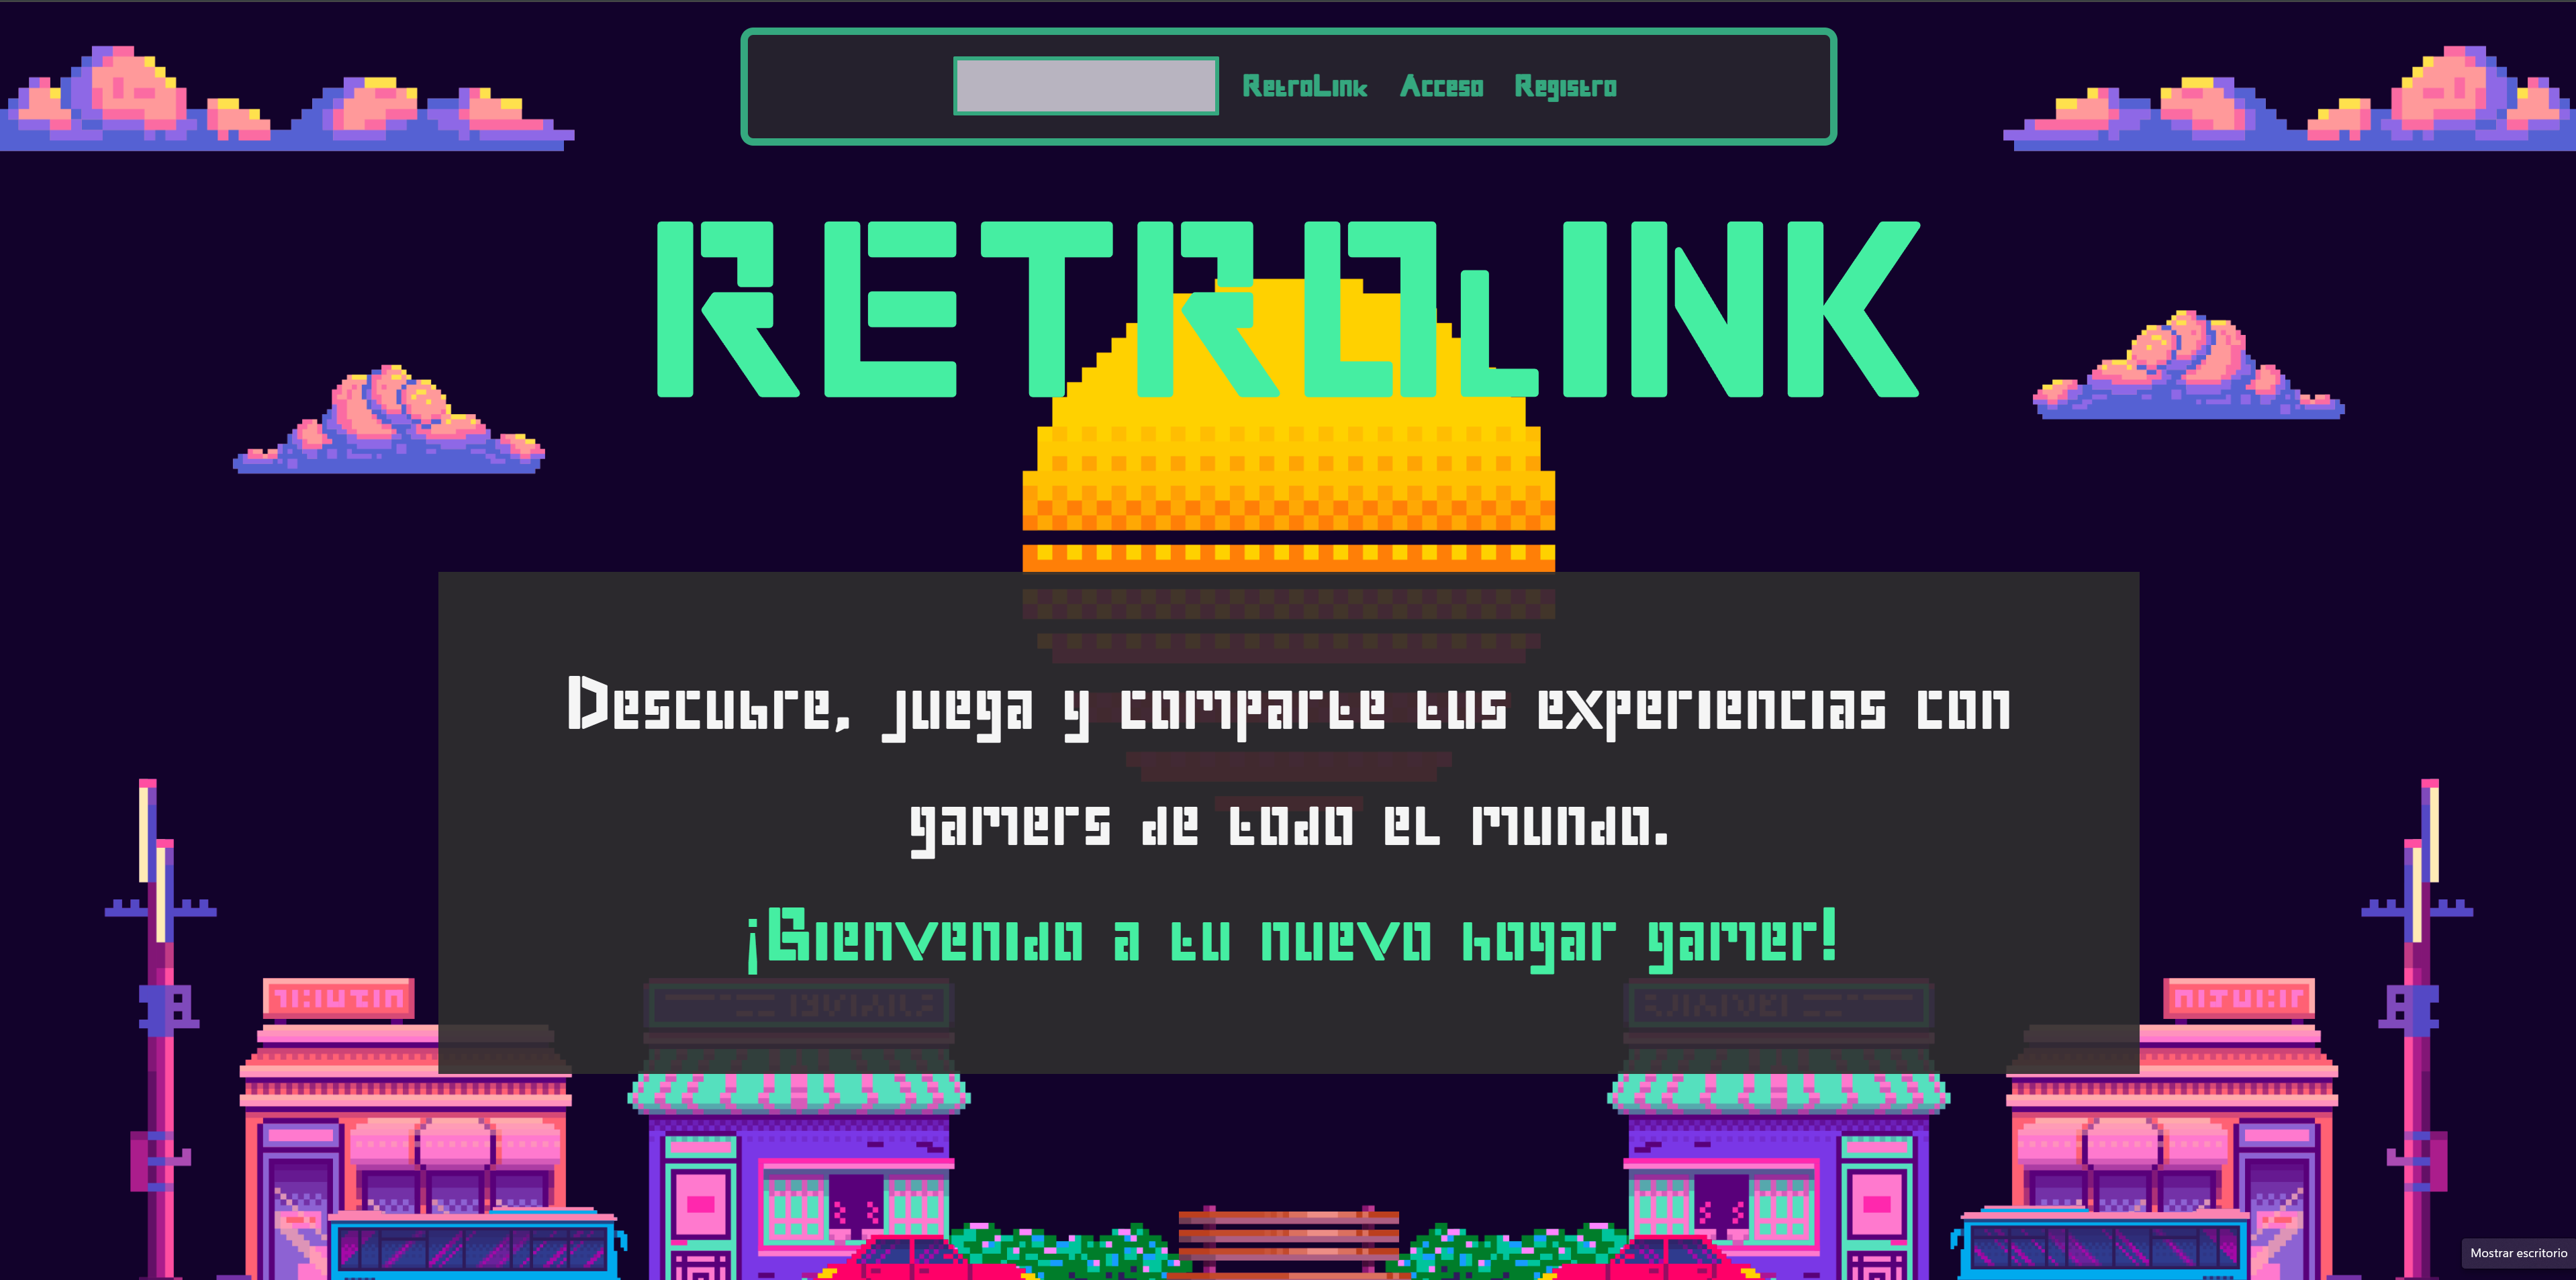 RetroLink Acceso Registro
RETROLINK
Descubre, juega y comparte tus experiencias con
gamers de todo el mundo.
¡Bienvenido a tu nuevo hogar gamer!
Mostrar escritorio